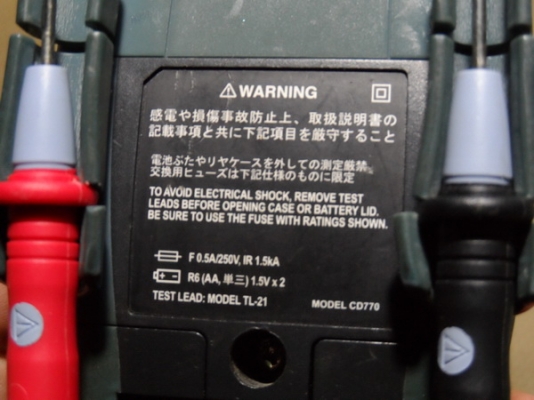 ⚠WARNING
感電や損傷事故防止上、取扱説明書の
記載事項と共に下記項目を厳守すること
電池ぶたやリヤケースを外しての測定厳禁。
交換用ヒューズは下記仕様のものに限定
TO AVOID ELECTRICAL SHOCK, REMOVE TEST
LEADS BEFORE OPENING CASE OR BATTERY LID.
BE SURE TO USE THE FUSE WITH RATINGS SHOWN.
F 0.5A/250V, IR 1.5kA
R6 (AA, 単三) 1.5V x 2
TEST LEAD: MODEL TL-21
MODEL CD770